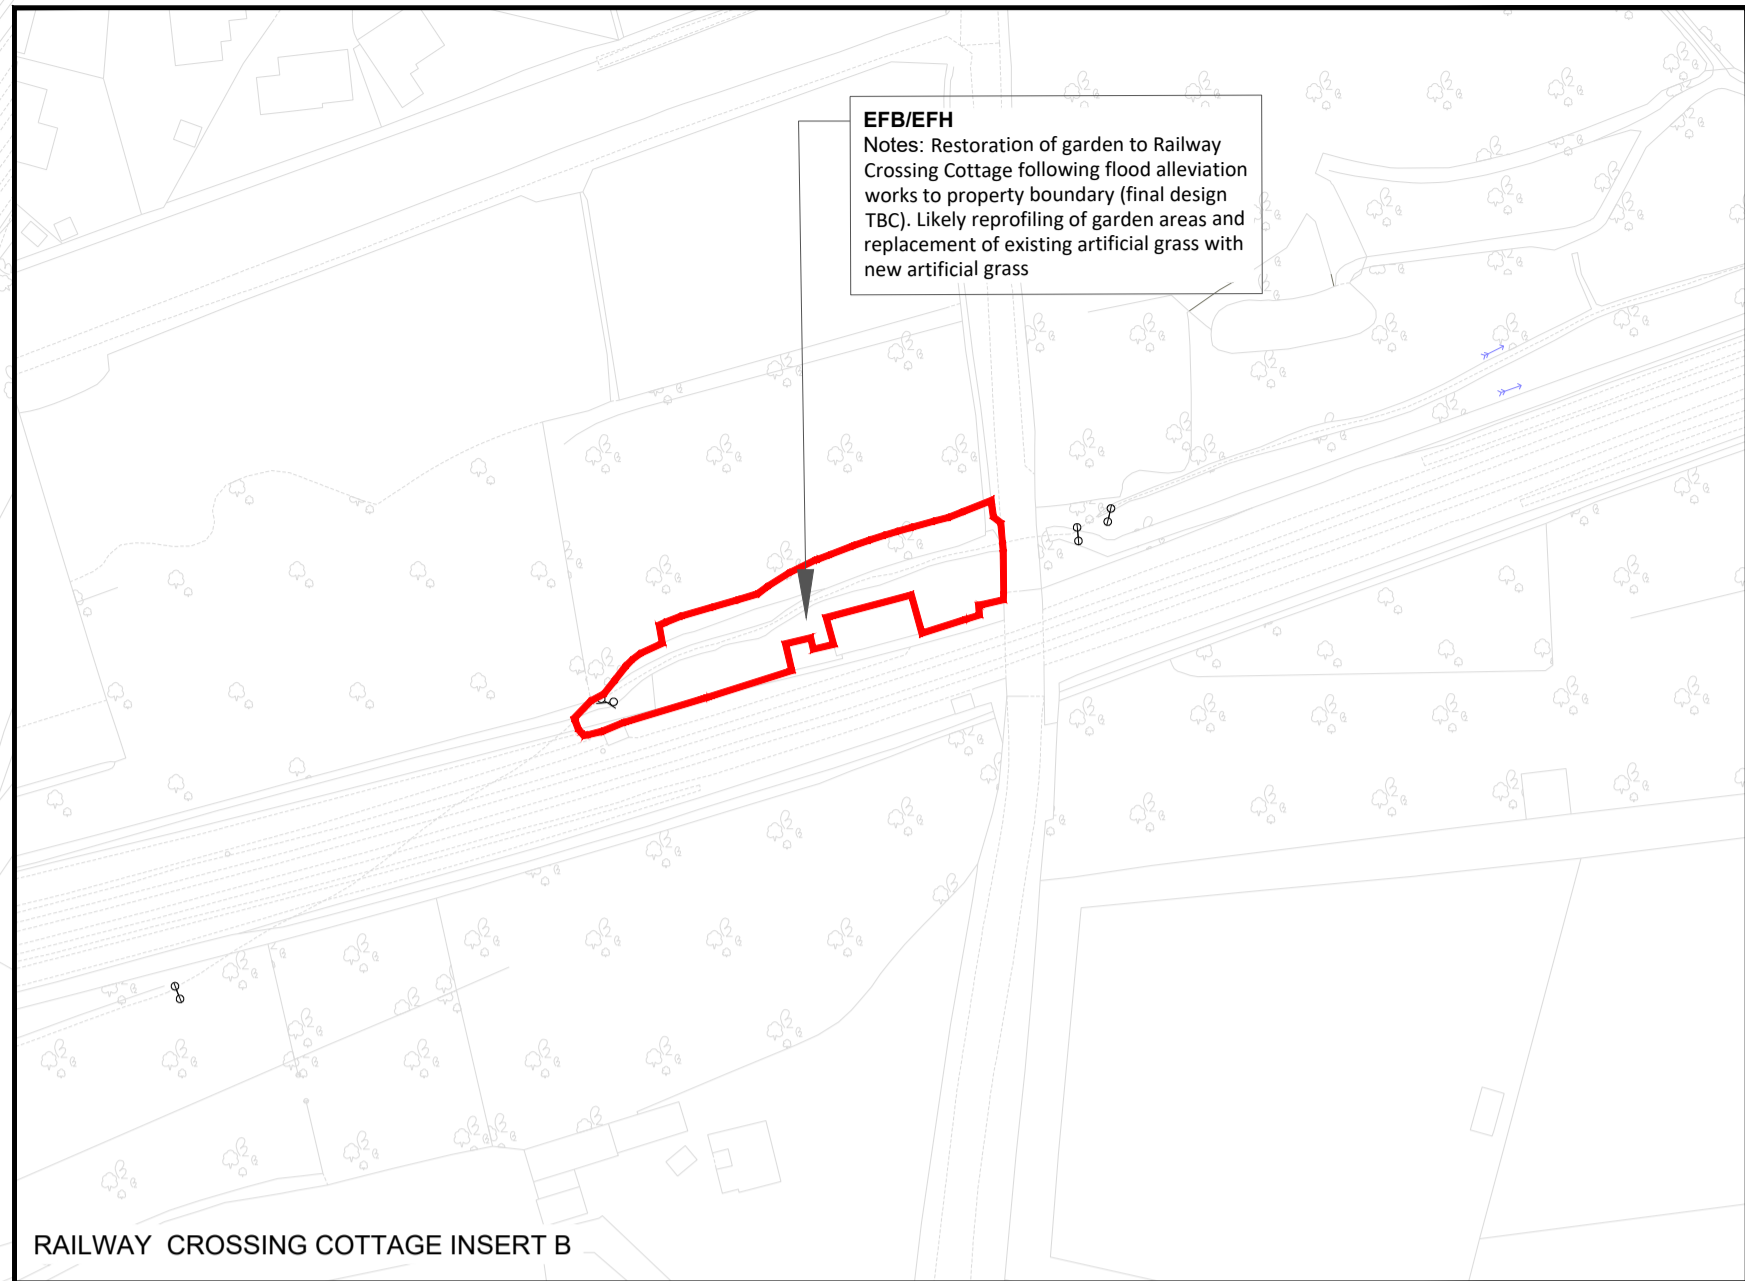 EFB/EFH
Notes: Restoration of garden to Railway
Crossing Cottage following flood alleviation
works to property boundary (final design
TBC). Likely reprofiling of garden areas and
replacement of existing artificial grass with
new artificial grass
RAILWAY CROSSING COTTAGE INSERT B